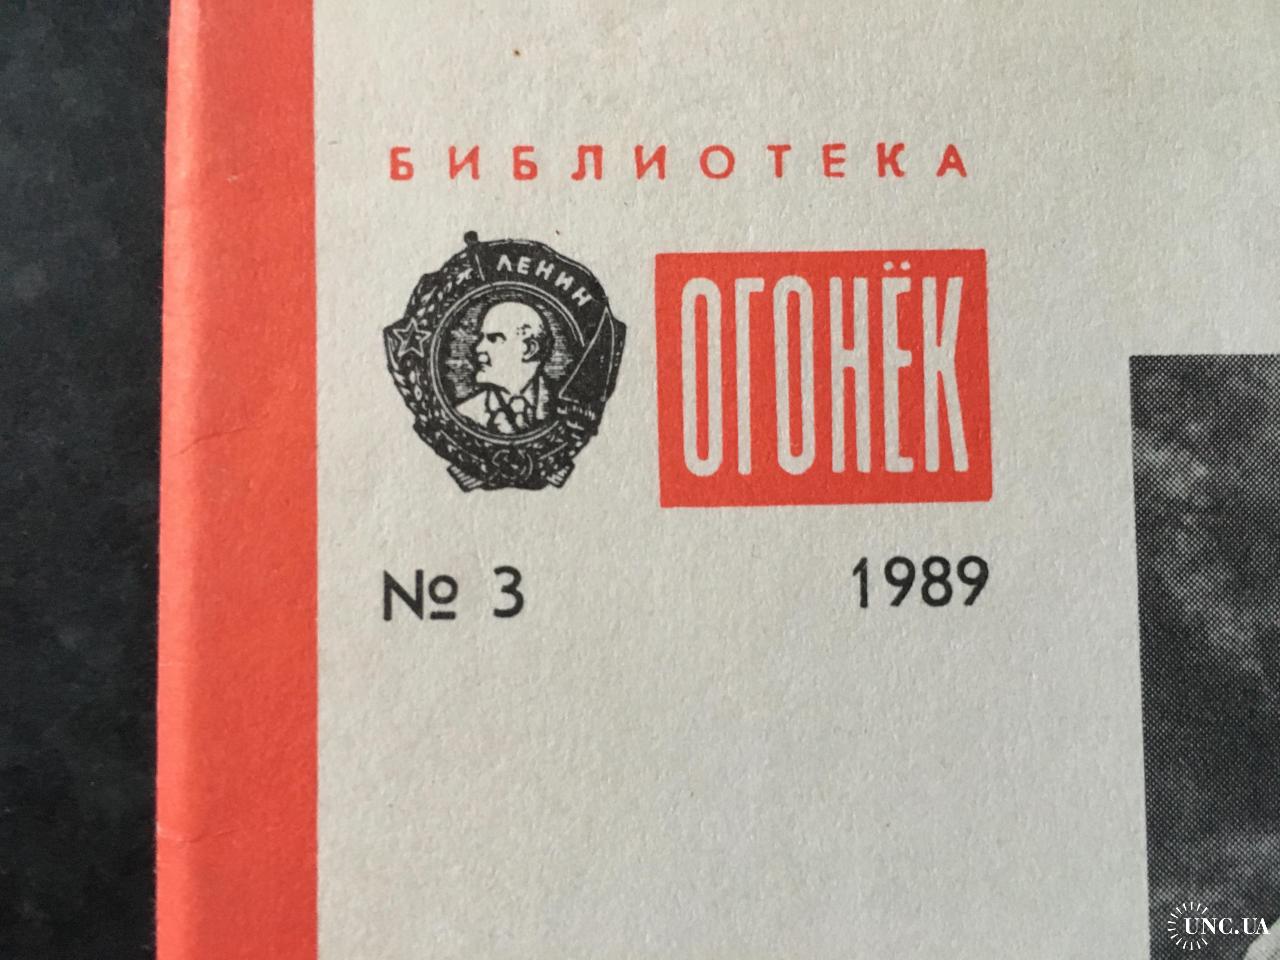 БИБЛИОТЕКА
ЛЕНИН
ОГОНЁК
№ 3 1989
UNC.UA